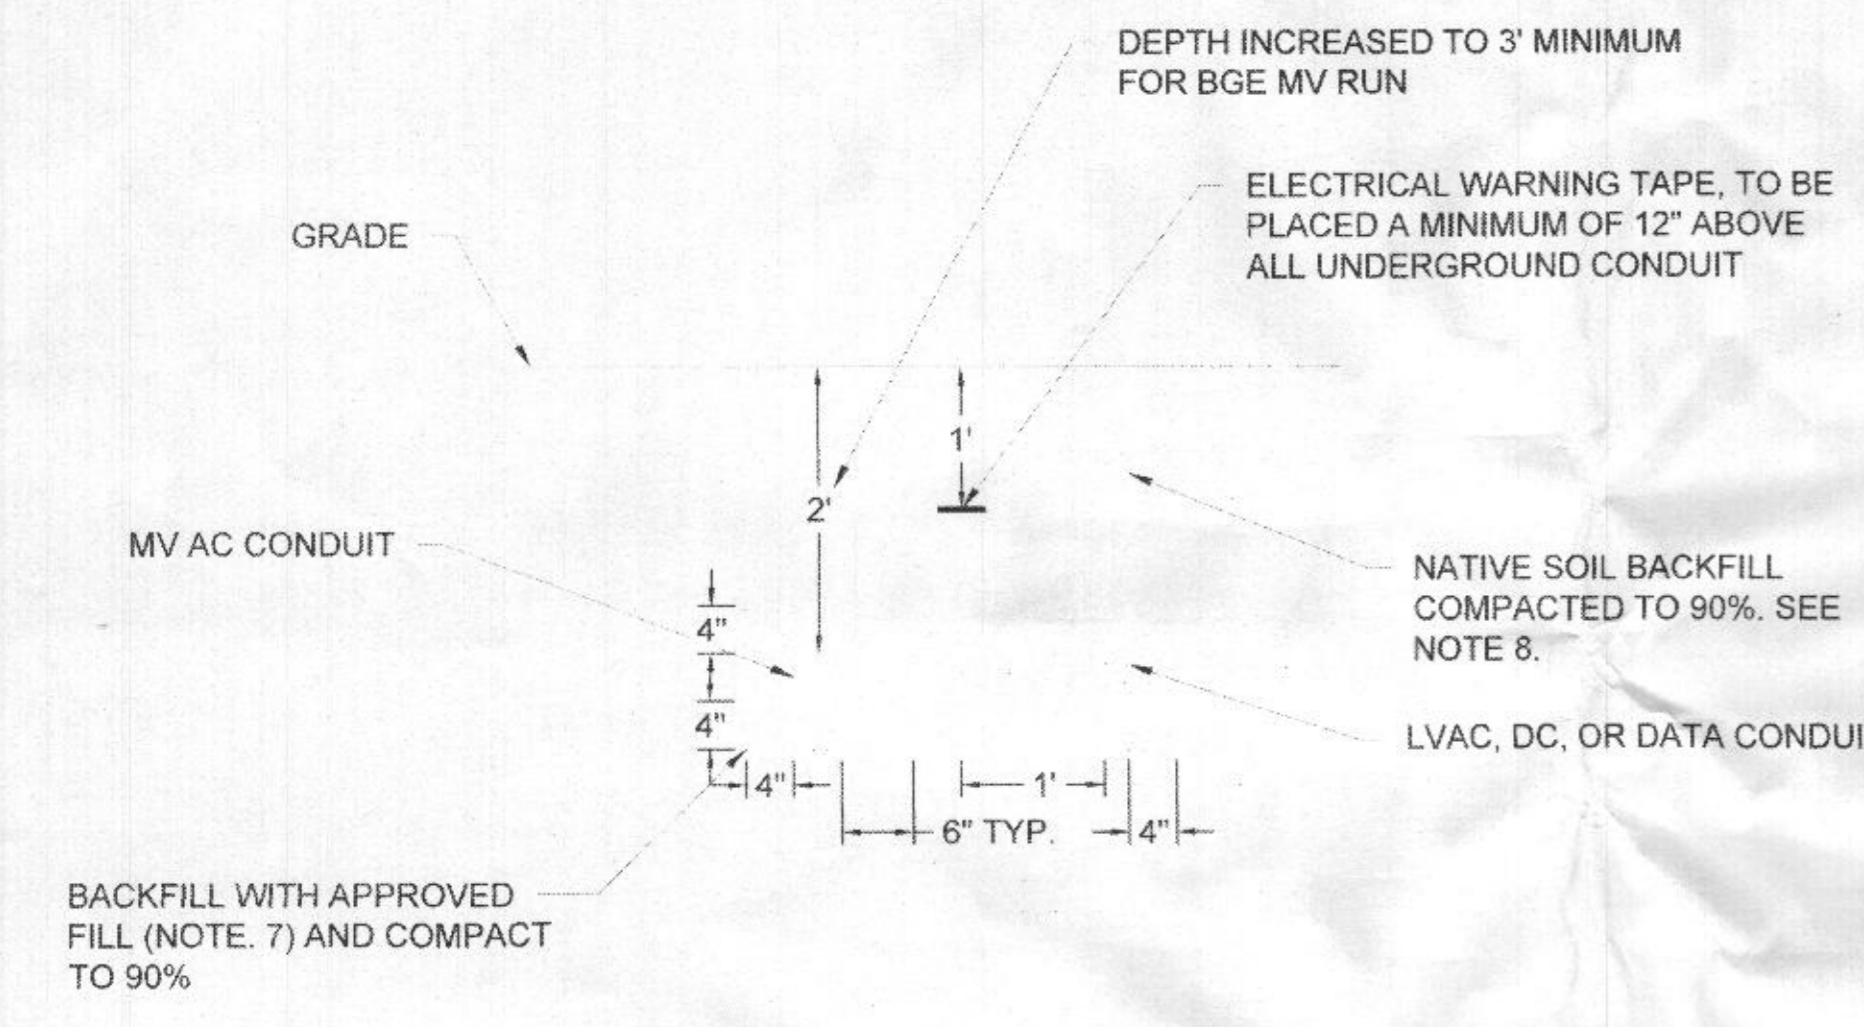 DEPTH INCREASED TO 3' MINIMUM
FOR BGE MV RUN
ELECTRICAL WARNING TAPE, TO BE
PLACED A MINIMUM OF 12" ABOVE
ALL UNDERGROUND CONDUIT
GRADE
1'
2'
MV AC CONDUIT
NATIVE SOIL BACKFILL
COMPACTED TO 90%. SEE
NOTE 8.
4"
4"
LVAC, DC, OR DATA CONDUI
4"
1'
6" TYP.
4"
BACKFILL WITH APPROVED
FILL (NOTE. 7) AND COMPACT
TO 90%